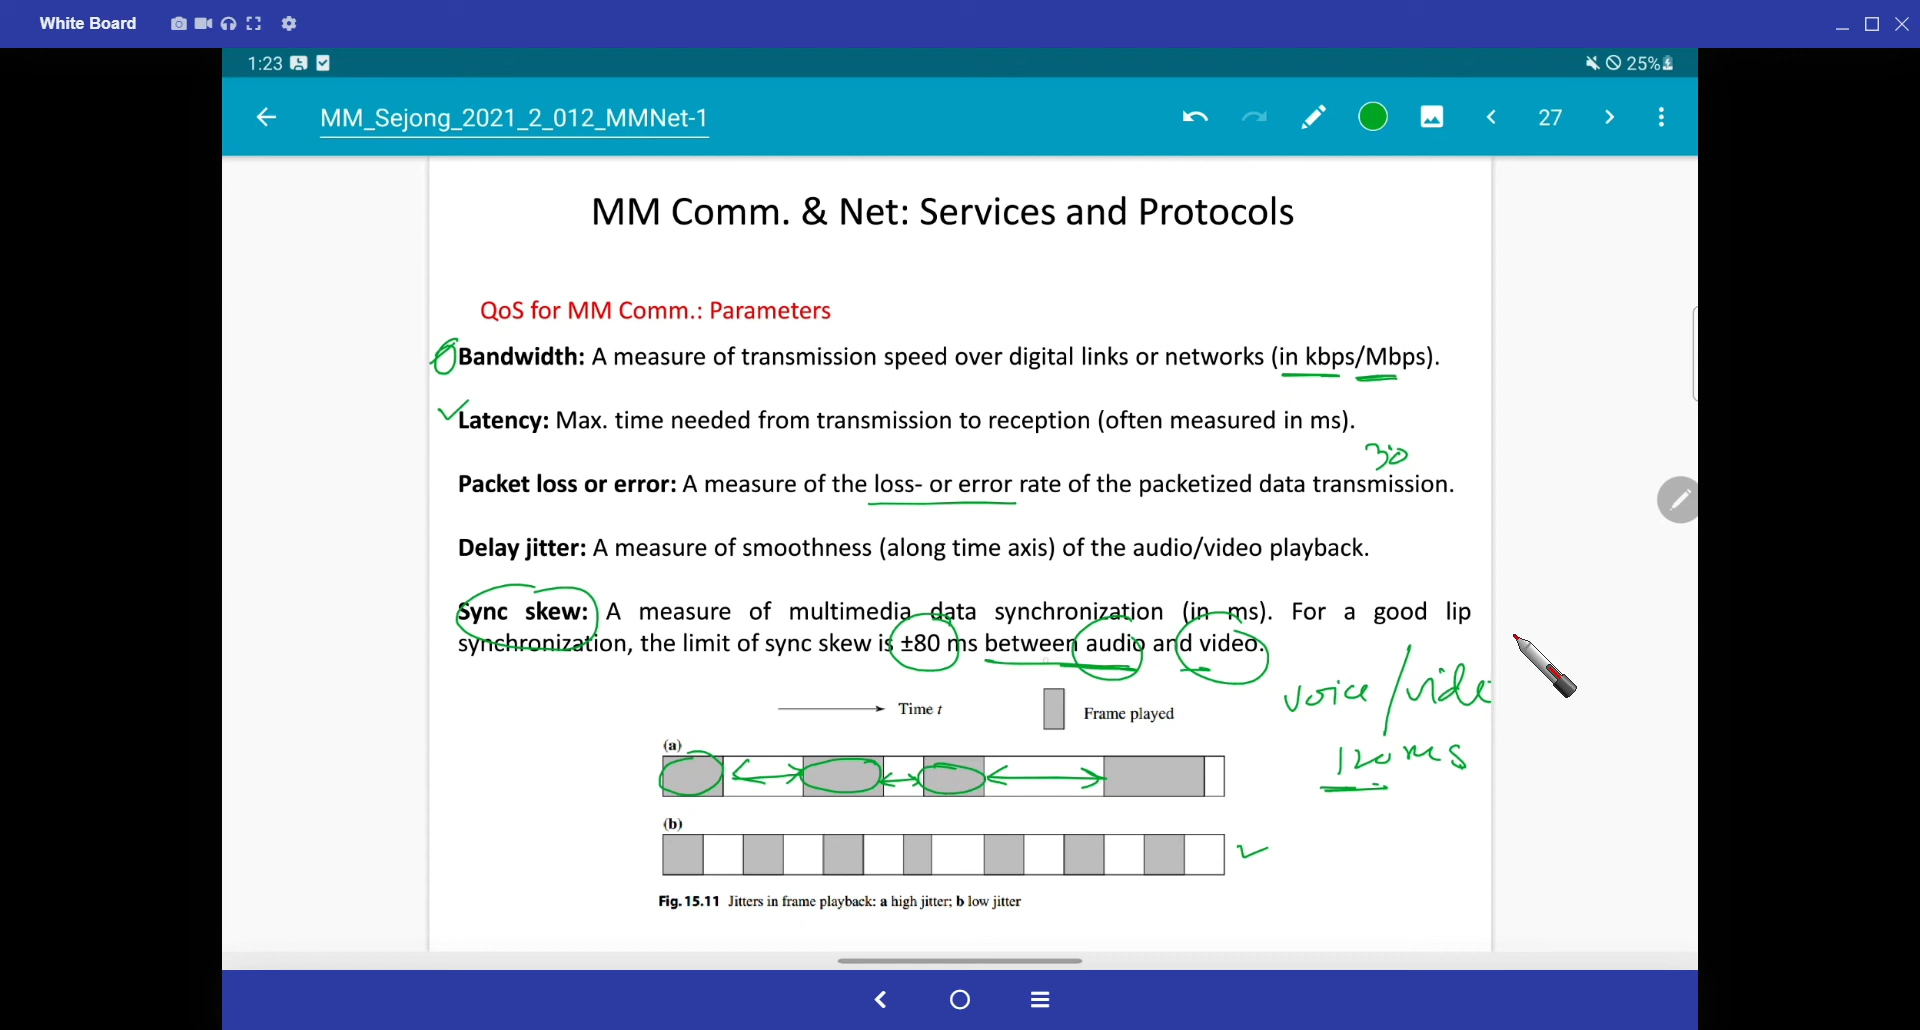 White Board
1:23
25%
MM_Sejong_2021_2_012_MMNet-1
27
MM Comm. & Net: Services and Protocols
QoS for MM Comm.: Parameters
Bandwidth: A measure of transmission speed over digital links or networks (in kbps/Mbps).
Latency: Max. time needed from transmission to reception (often measured in ms).
30
Packet loss or error: A measure of the loss- or error rate of the packetized data transmission.
Delay jitter: A measure of smoothness (along time axis) of the audio/video playback.
Sync skew: A measure of multimedia data synchronization (in ms). For a good lip
synchronization, the limit of sync skew is ±80 ms between audio and video.
voice/vide
120 ms
Time t
Frame played
(a)
(b)
Fig. 15.11 Jitters in frame playback: a high jitter; b low jitter